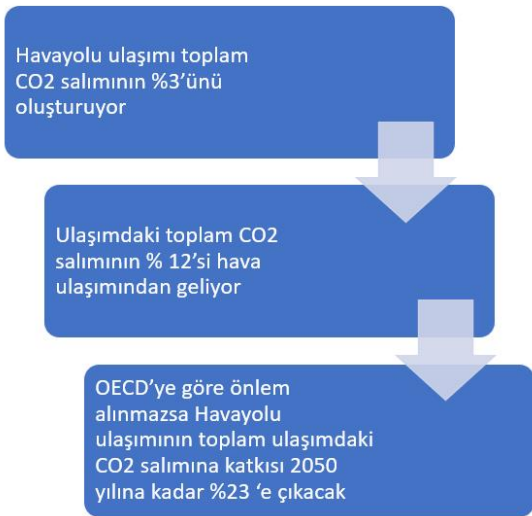 Havayolu ulaşımı toplam
CO2 salımının %3’ünü
oluşturuyor
Ulaşımdaki toplam CO2
salımının % 12’si hava
ulaşımından geliyor
OECD’ye göre önlem
alınmazsa Havayolu
ulaşımının toplam ulaşımdaki
CO2 salımına katkısı 2050
yılına kadar %23 ‘e çıkacak